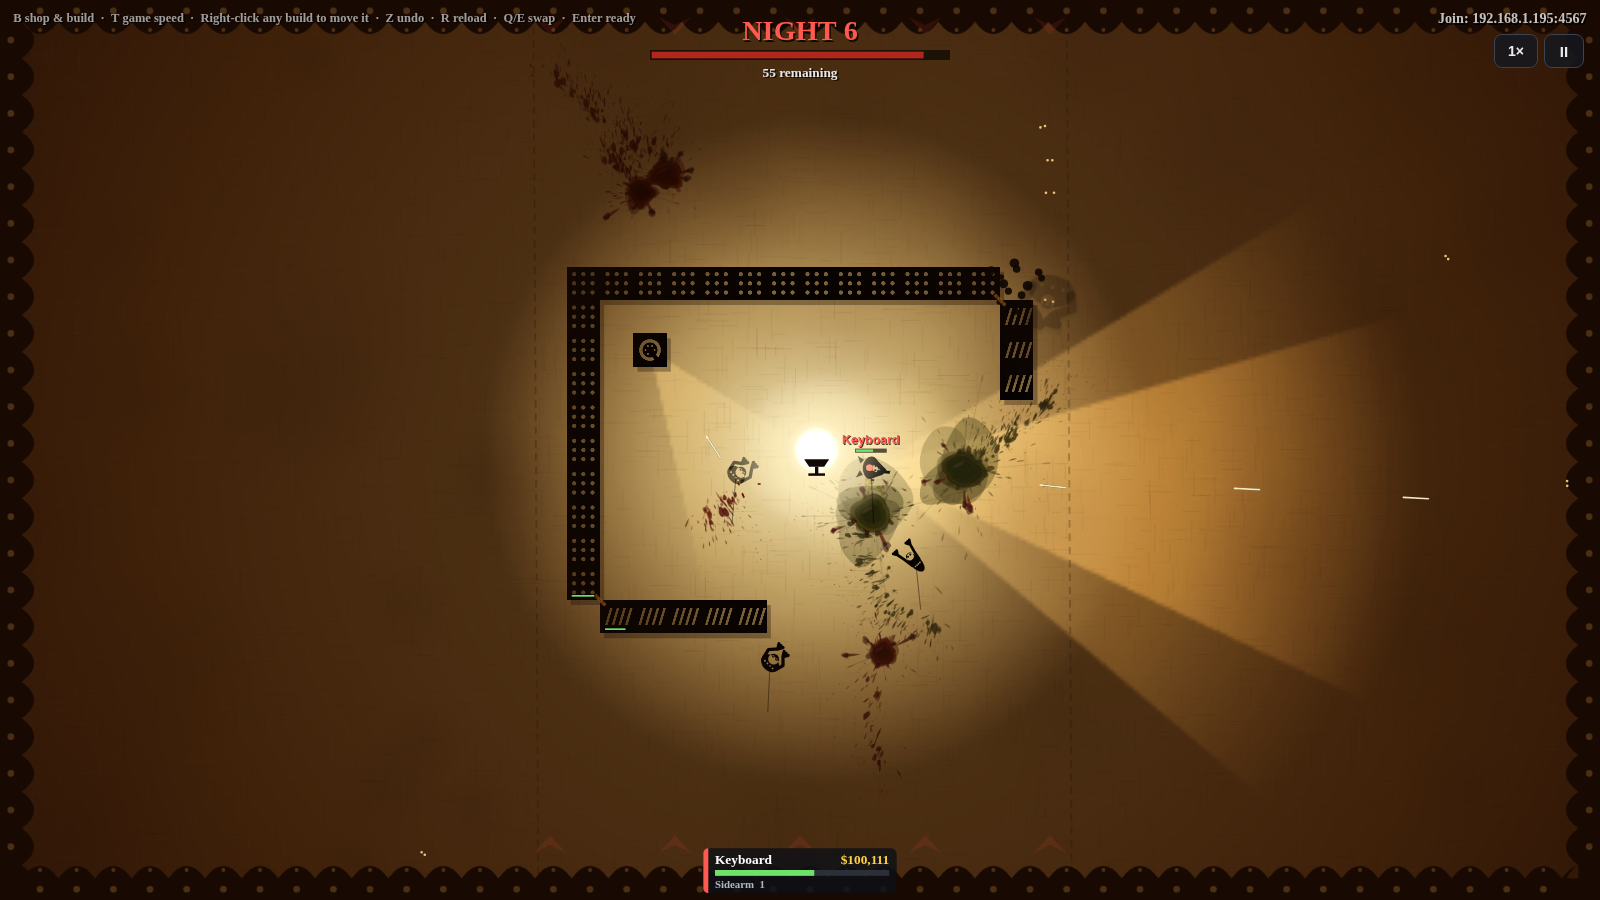 B shop & build · T game speed · Right-click any build to move it · Z undo · R reload · Q/E swap · Enter ready
NIGHT 6
Join: 192.168.1.195:4567
1×
55 remaining
Keyboard
Keyboard $100,111
Sidearm 1